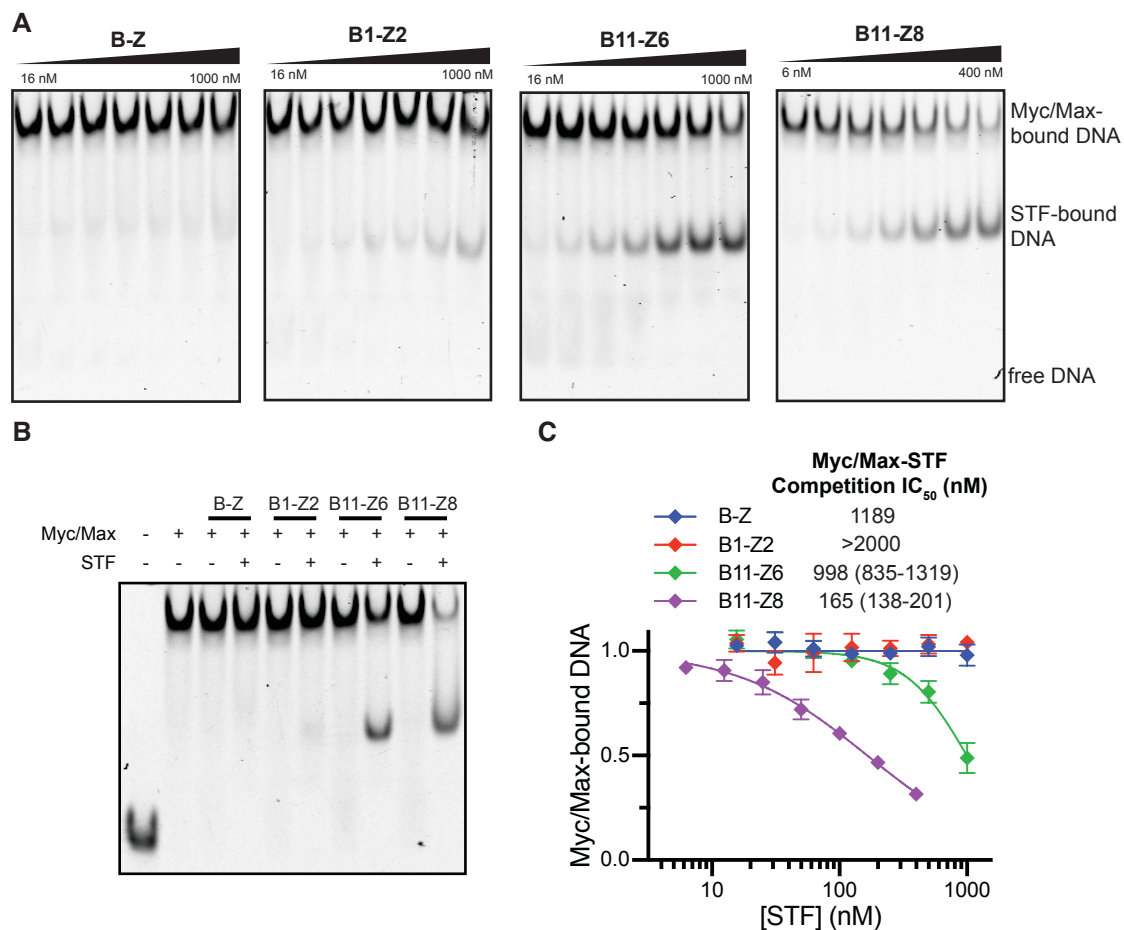 A
B-Z
B1-Z2
B11-Z6
B11-Z8
16 nM 1000 nM
16 nM 1000 nM
16 nM 1000 nM
6 nM 400 nM
Myc/Max-
bound DNA
STF-bound
DNA
free DNA
B
B-Z B1-Z2 B11-Z6 B11-Z8
Myc/Max - + + + + + + + + +
STF - - - + - + - + - +
C
Myc/Max-STF
Competition IC50 (nM)
B-Z 1189
B1-Z2 >2000
B11-Z6 998 (835-1319)
B11-Z8 165 (138-201)
Myc/Max-bound DNA
1.0
0.5
0.0
10 100 1000
[STF] (nM)